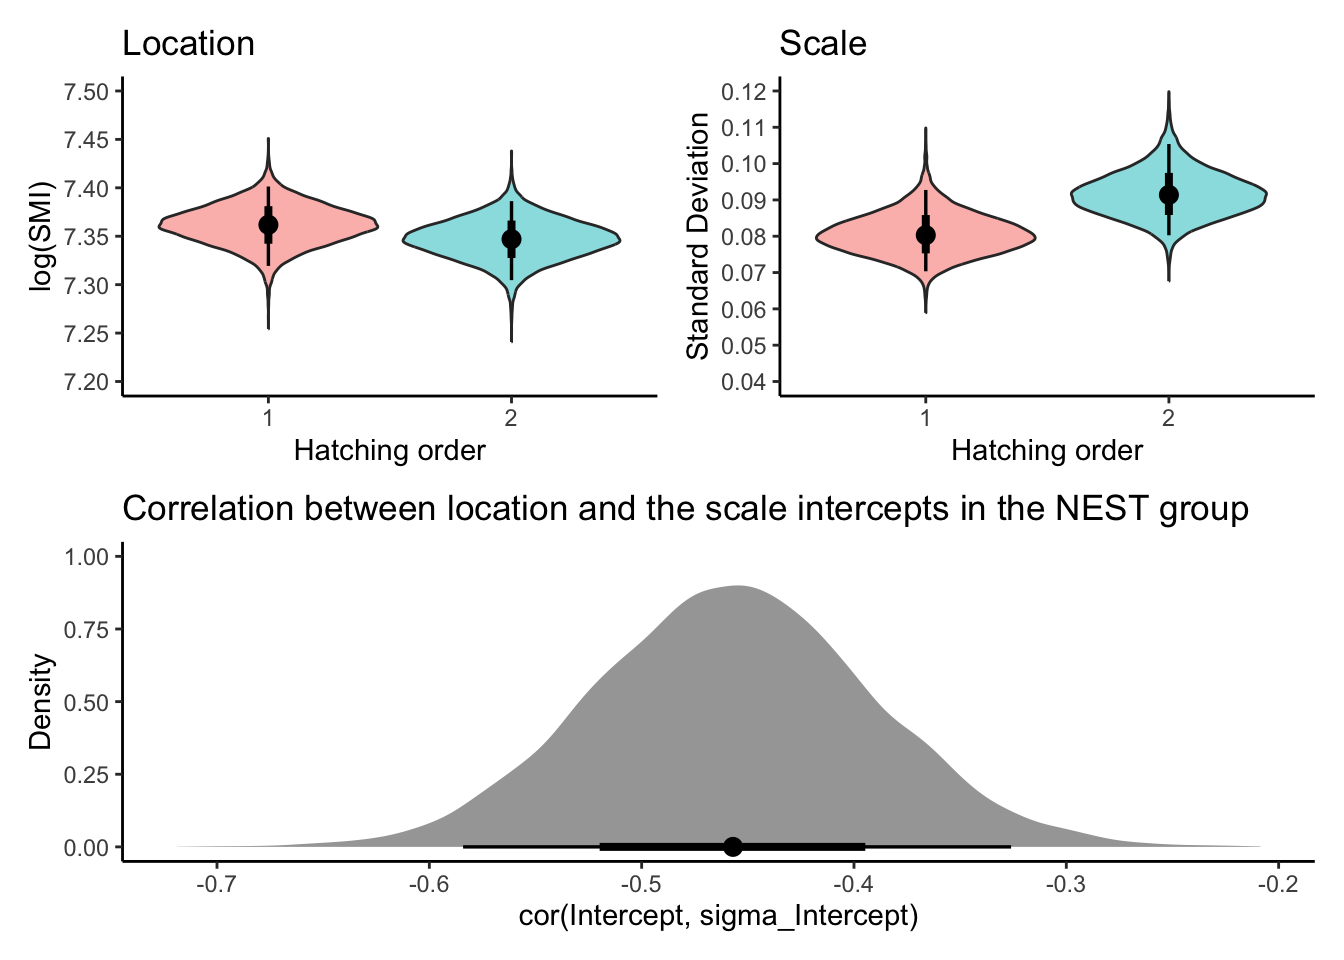 Location
log(SMI)
7.50
7.45
7.40
7.35
7.30
7.25
7.20
1 2
Hatching order
Scale
Standard Deviation
0.12
0.11
0.10
0.09
0.08
0.07
0.06
0.05
0.04
1 2
Hatching order
Correlation between location and the scale intercepts in the NEST group
Density
1.00
0.75
0.50
0.25
0.00
-0.7 -0.6 -0.5 -0.4 -0.3 -0.2
cor(Intercept, sigma_Intercept)